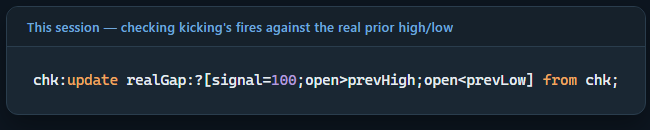 This session — checking kicking's fires against the real prior high/low
chk:update realGap:?[signal=100;open>prevHigh;open<prevLow] from chk;